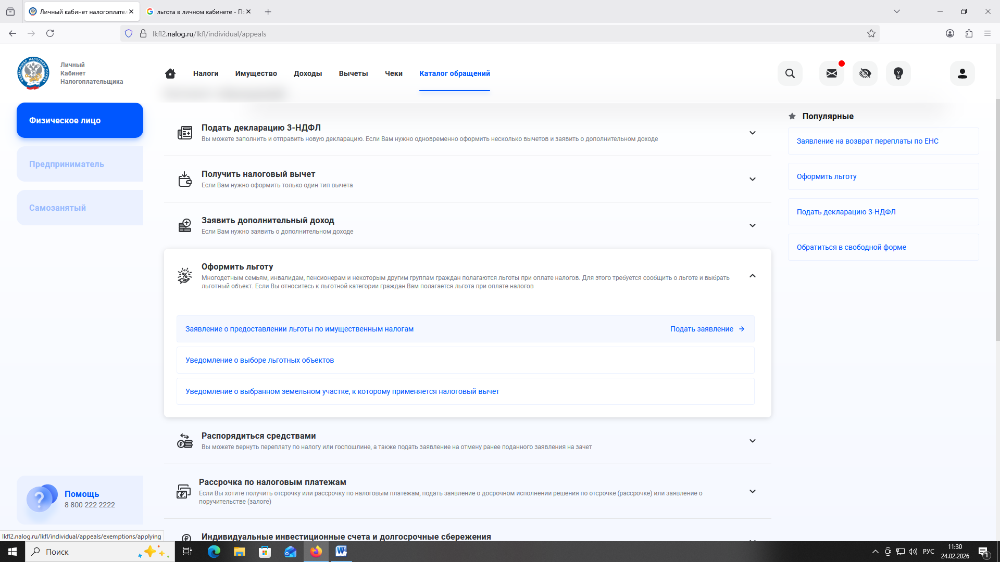 Личный кабинет налогоплате
льгота в личном кабинете - По
lkfl2.nalog.ru/lkfl/individual/appeals
Личный
Кабинет
Налогоплательщика
Налоги
Имущество
Доходы
Вычеты
Чеки
Каталог обращений
Физическое лицо
Предприниматель
Самозанятый
Подать декларацию 3-НДФЛ
Вы можете заполнить и отправить новую декларацию. Если Вам нужно одновременно оформить несколько вычетов и заявить о дополнительном доходе
Получить налоговый вычет
Если Вам нужно оформить только один тип вычета
Заявить дополнительный доход
Если Вам нужно заявить о дополнительном доходе
Оформить льготу
Многодетным семьям, инвалидам, пенсионерам и некоторым другим группам граждан полагаются льготы при оплате налогов. Для этого требуется сообщить о льготе и выбрать
льготный объект. Если Вы относитесь к льготной категории граждан Вам полагается льгота при оплате налогов
Заявление о предоставлении льготы по имущественным налогам
Подать заявление
Уведомление о выборе льготных объектов
Уведомление о выбранном земельном участке, к которому применяется налоговый вычет
Распорядиться средствами
Вы можете вернуть переплату по налогу или госпошлине, а также подать заявление на отмену ранее поданного заявления на зачет
Рассрочка по налоговым платежам
Если Вы хотите получить отсрочку или рассрочку по налоговым платежам, подать заявление о досрочном исполнении решения по отсрочке (рассрочке) или заявление о
поручительстве (залоге)
Индивидуальные инвестиционные счета и долгосрочные сбережения
Популярные
Заявление на возврат переплаты по ЕНС
Оформить льготу
Подать декларацию 3-НДФЛ
Обратиться в свободной форме
Помощь
8 800 222 2222
lkfl2.nalog.ru/lkfl/individual/appeals/exemptions/applying
Поиск
РУС
11:30
24.02.2026
1